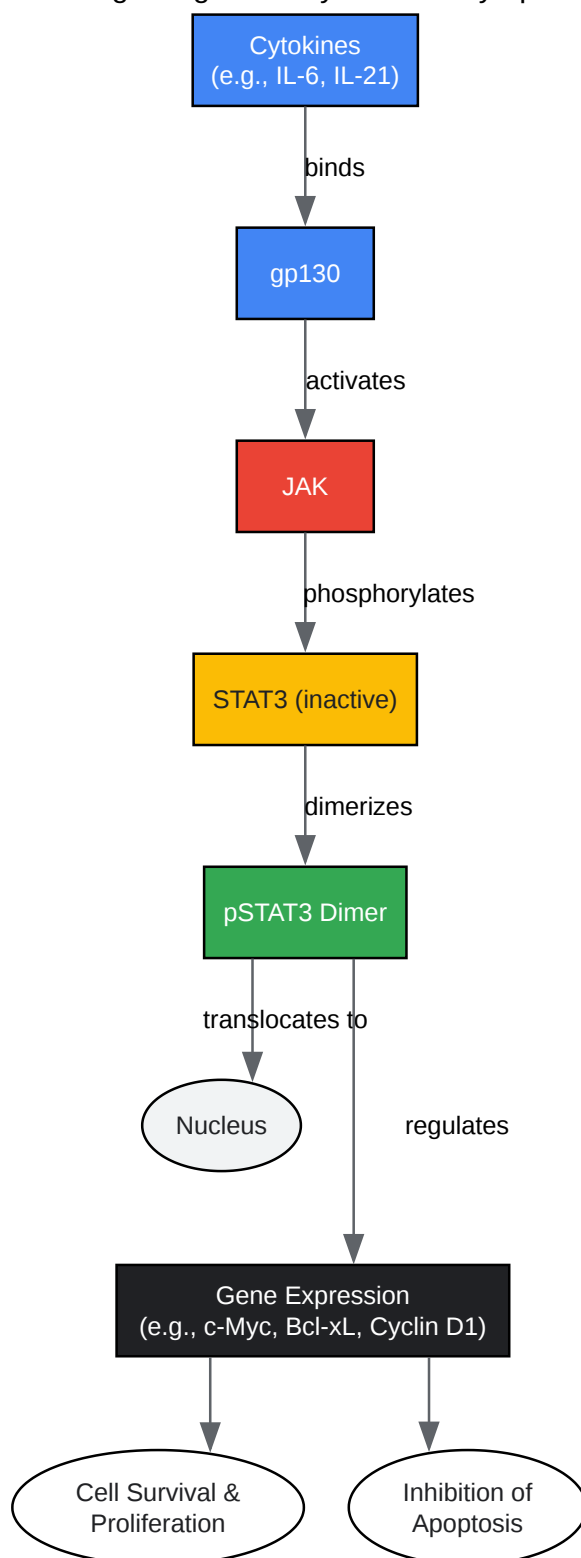 Cytokines
(e.g., IL-6, IL-21)
binds
gp130
activates
JAK
phosphorylates
STAT3 (inactive)
dimerizes
pSTAT3 Dimer
translocates to
Nucleus
regulates
Gene Expression
(e.g., c-Myc, Bcl-xL, Cyclin D1)
Cell Survival &
Proliferation
Inhibition of
Apoptosis